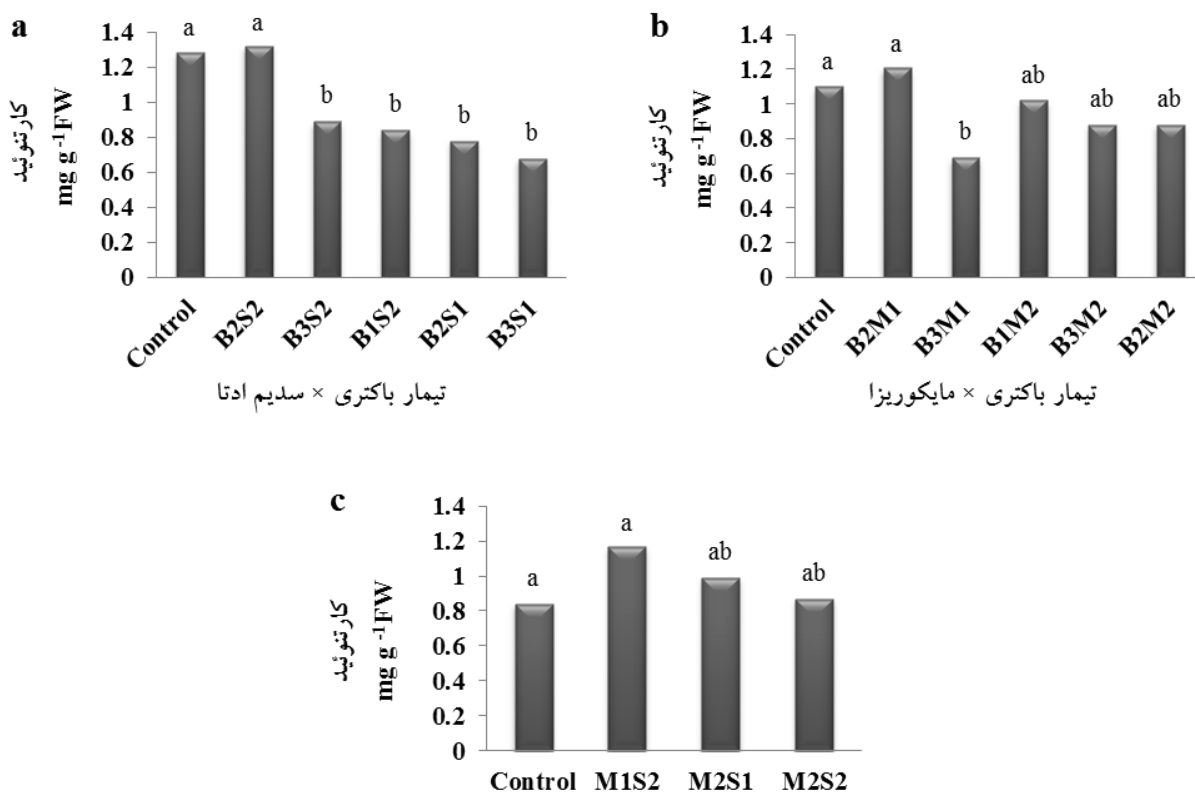 a
کارتنوئید
mg g -1FW
1.4
1.2
1
0.8
0.6
0.4
0.2
0
a
a
b
b
b
b
Control
B2S2
B3S2
B1S2
B2S1
B3S1
تیمار باکتری × سدیم ادتا
b
کارتنوئید
mg g -1FW
1.4
1.2
1
0.8
0.6
0.4
0.2
0
a
a
b
ab
ab
ab
Control
B2M1
B3M1
B1M2
B3M2
B2M2
تیمار باکتری × مایکوریزا
c
کارتنوئید
mg g -1FW
1.4
1.2
1
0.8
0.6
0.4
0.2
0
a
a
ab
ab
Control M1S2 M2S1 M2S2